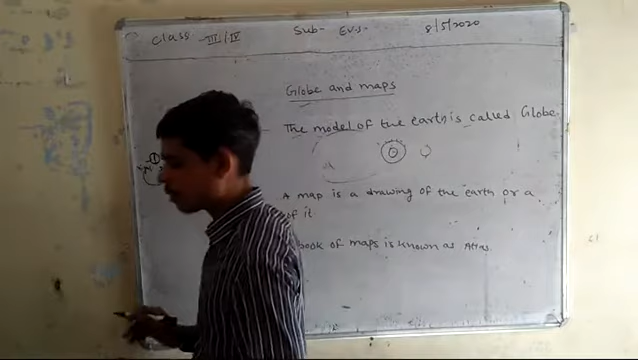 Class III/IV Sub- EVS- 8/5/2020
Globe and maps
The model of the earth is called Globe.
A map is a drawing of the earth or a
of it
book of maps is known as Atlas